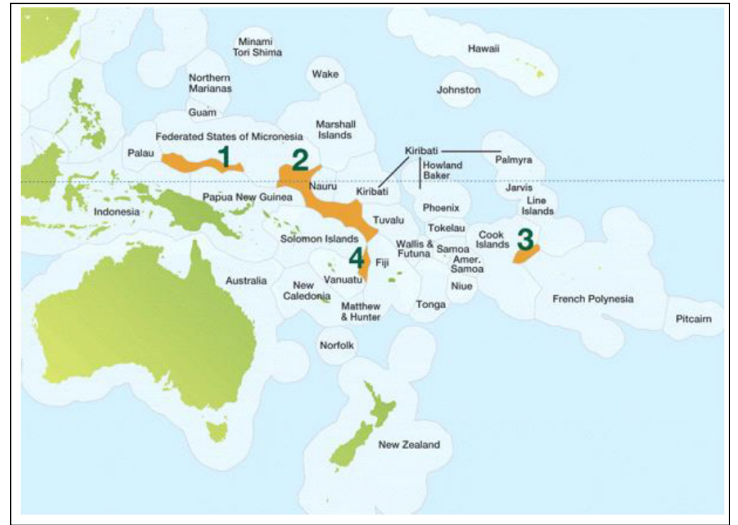 Minami
Tori Shima
Hawaii
Wake
Northern
Marianas
Johnston
Guam
Marshall
Islands
Federated States of Micronesia
Kiribati
Palau
1
2
Palmyra
Howland
Baker
Nauru
Kiribati
Jarvis
Papua New Guinea
Line
Islands
Indonesia
Phoenix
Tuvalu
Tokelau
Cook
Islands
3
Solomon Islands
Wallis &
Futuna
Samoa
4
Fiji
Amer.
Samoa
Australia
New
Caledonia
Vanuatu
Niue
French Polynesia
Matthew
& Hunter
Tonga
Pitcairn
Norfolk
New Zealand